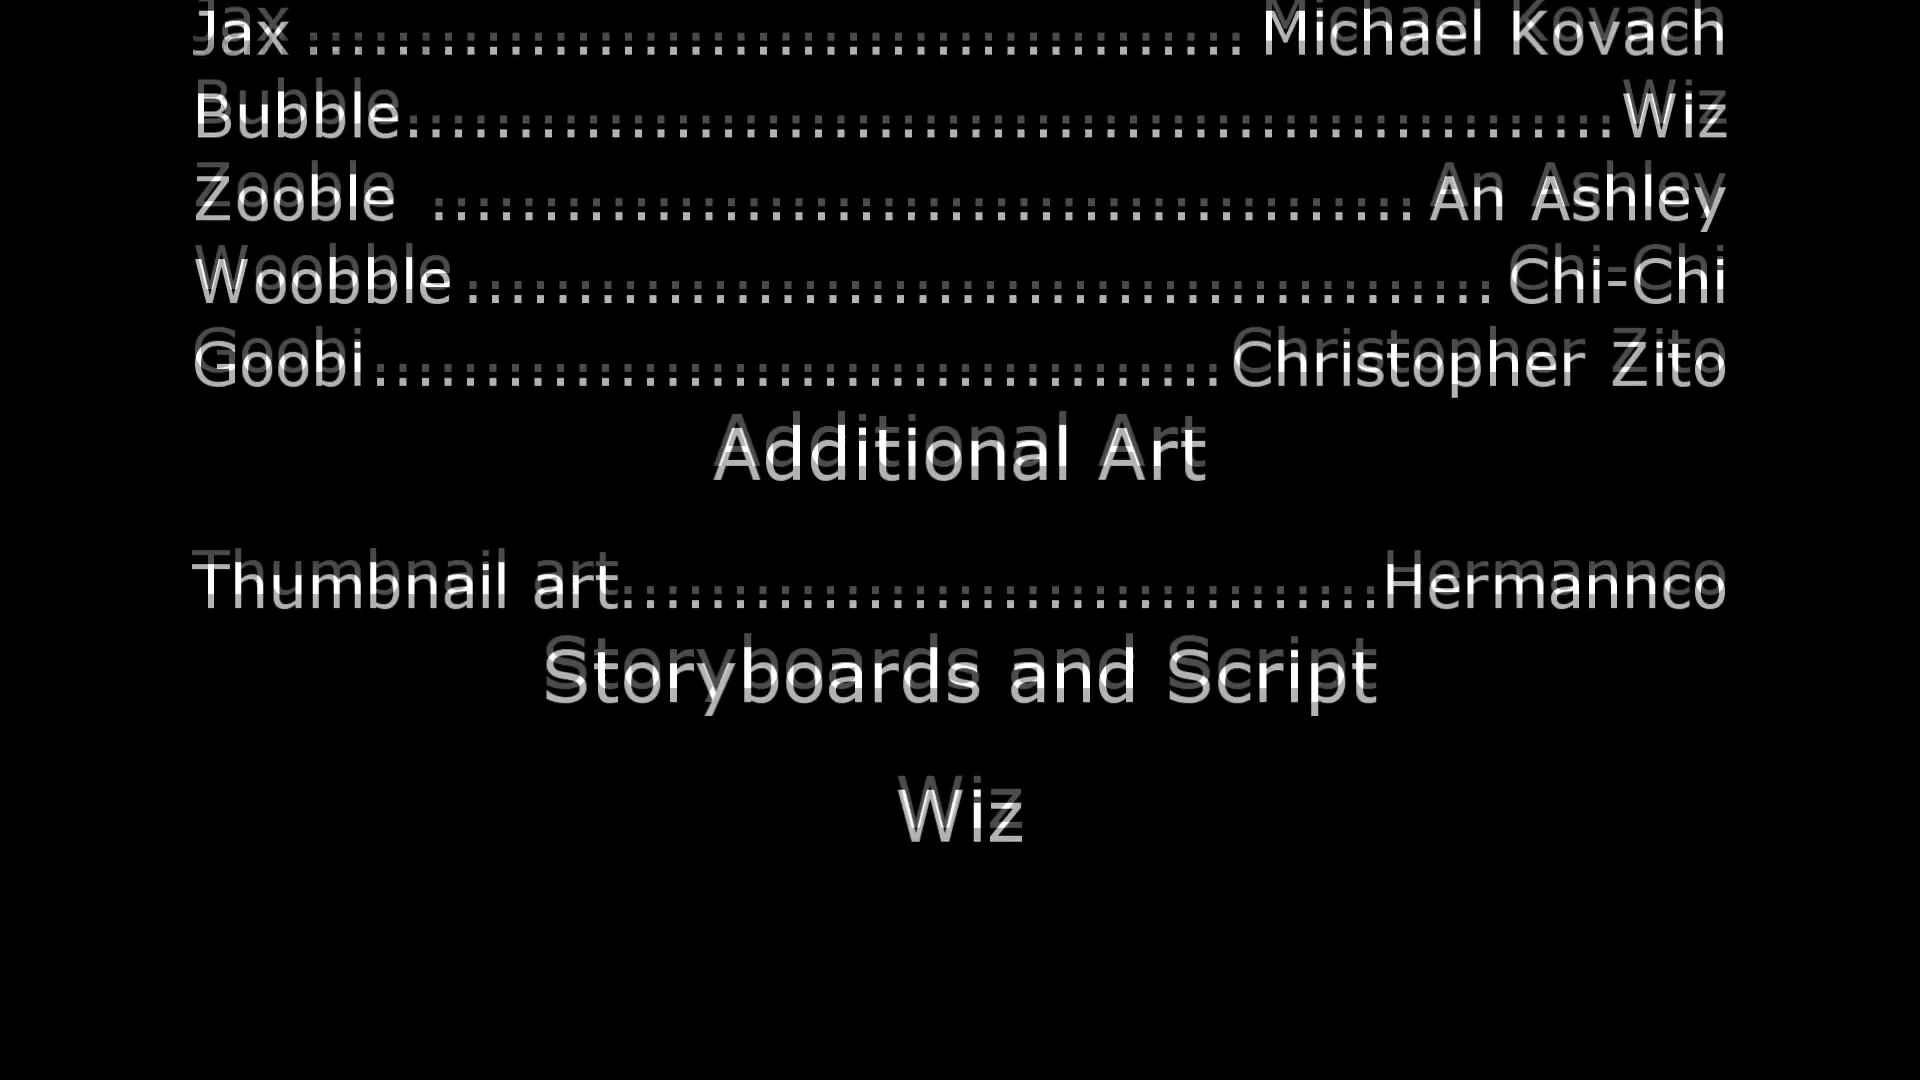 Jax ........................................ Michael Kovach
Bubble...................................................... Wiz
Zooble ............................................ An Ashley
Woobble .............................................. Chi-Chi
Goobi...................................... Christopher Zito
Additional Art
Thumbnail art..................................Hermannco
Storyboards and Script
Wiz